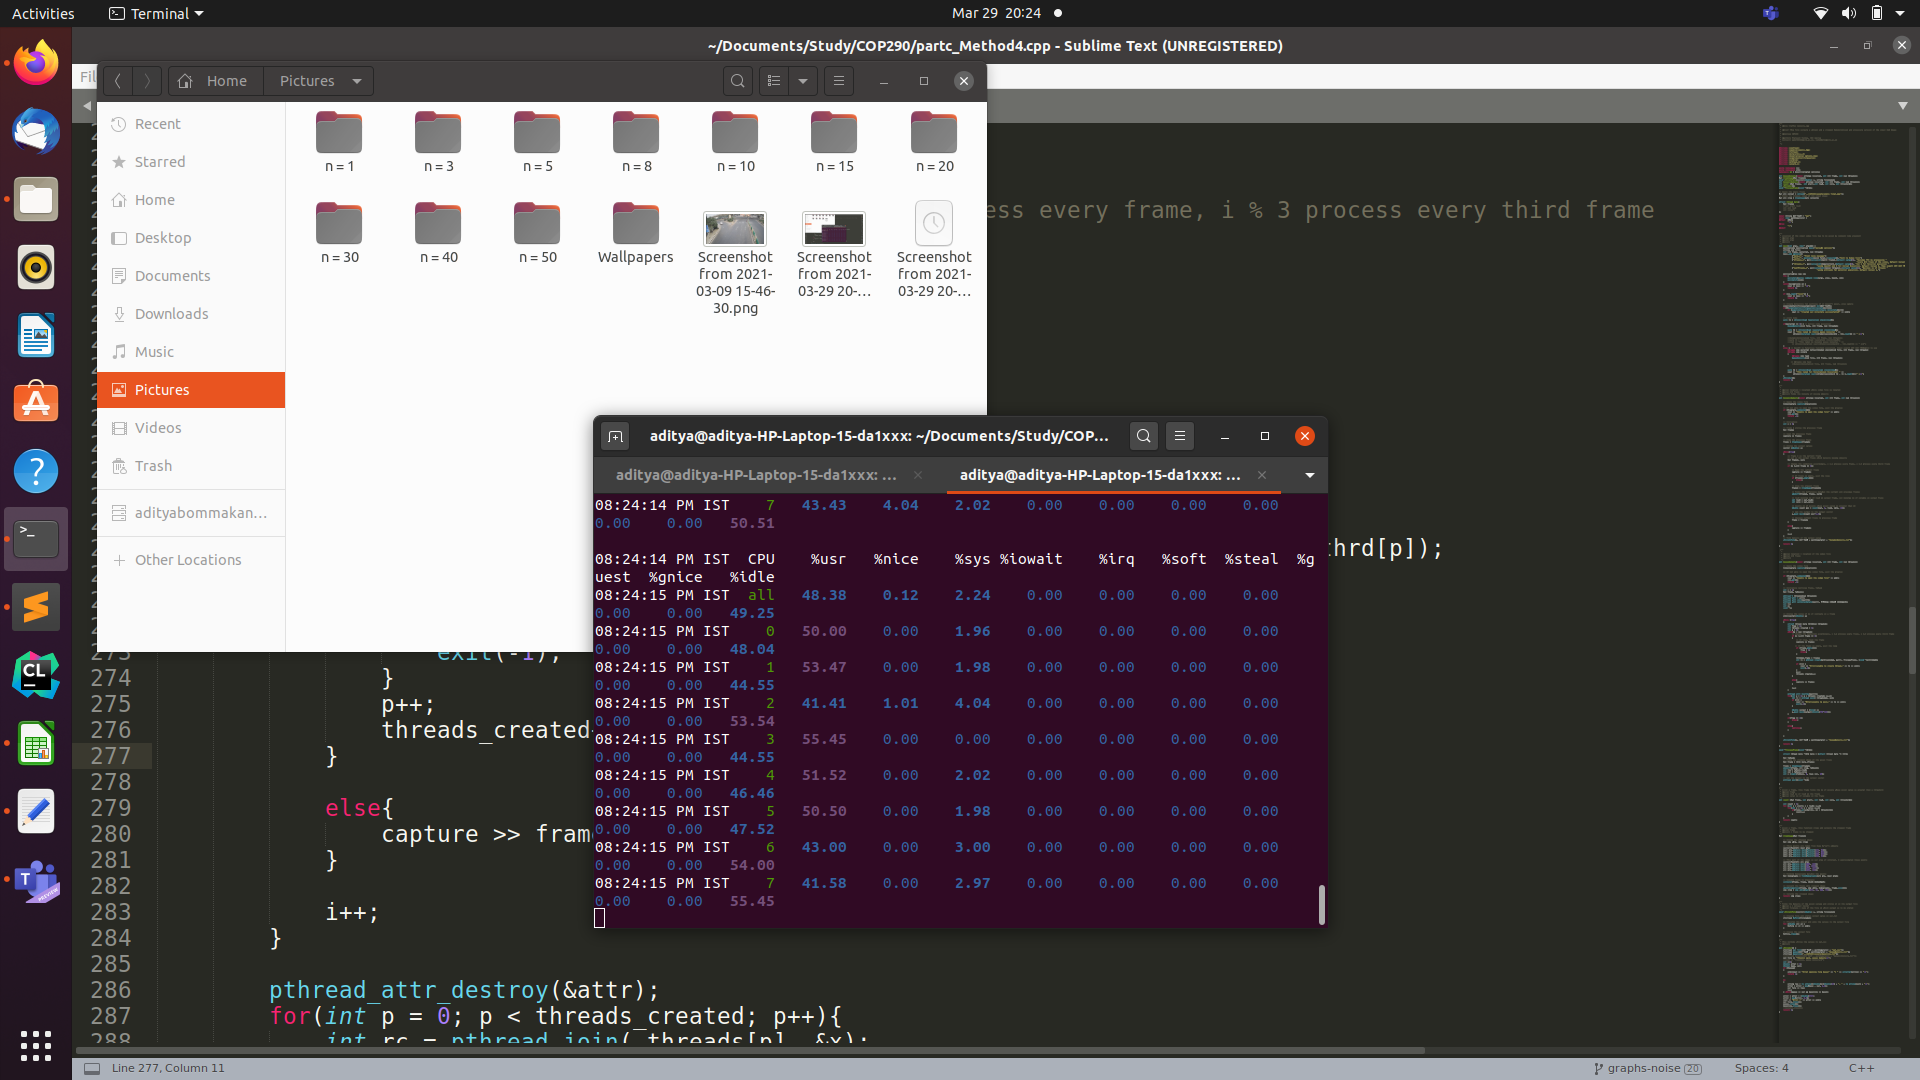 Activities
Terminal
Mar 29 20:24
~/Documents/Study/COP290/partc_Method4.cpp - Sublime Text (UNREGISTERED)
Home
Pictures
Recent
Starred
Home
Desktop
Documents
Downloads
Music
Pictures
Videos
Trash
adityabommakan...
Other Locations
n = 1
n = 3
n = 5
n = 8
n = 10
n = 15
n = 20
n = 30
n = 40
n = 50
Wallpapers
Screenshot
from 2021-
03-09 15-46-
30.png
Screenshot
from 2021-
03-29 20-...
Screenshot
from 2021-
03-29 20-...
ess every frame, i % 3 process every third frame
hrd[p]);
aditya@aditya-HP-Laptop-15-da1xxx: ~/Documents/Study/COP...
aditya@aditya-HP-Laptop-15-da1xxx: ...
aditya@aditya-HP-Laptop-15-da1xxx: ...
08:24:14 PM IST 7 43.43 4.04 2.02 0.00 0.00 0.00 0.00
0.00 0.00 50.51
08:24:14 PM IST CPU %usr %nice %sys %iowait %irq %soft %steal %g
uest %gnice %idle
08:24:15 PM IST all 48.38 0.12 2.24 0.00 0.00 0.00 0.00
0.00 0.00 49.25
08:24:15 PM IST 0 50.00 0.00 1.96 0.00 0.00 0.00 0.00
0.00 0.00 48.04
08:24:15 PM IST 1 53.47 0.00 1.98 0.00 0.00 0.00 0.00
0.00 0.00 44.55
08:24:15 PM IST 2 41.41 1.01 4.04 0.00 0.00 0.00 0.00
0.00 0.00 53.54
08:24:15 PM IST 3 55.45 0.00 0.00 0.00 0.00 0.00 0.00
0.00 0.00 44.55
08:24:15 PM IST 4 51.52 0.00 2.02 0.00 0.00 0.00 0.00
0.00 0.00 46.46
08:24:15 PM IST 5 50.50 0.00 1.98 0.00 0.00 0.00 0.00
0.00 0.00 47.52
08:24:15 PM IST 6 43.00 0.00 3.00 0.00 0.00 0.00 0.00
0.00 0.00 54.00
08:24:15 PM IST 7 41.58 0.00 2.97 0.00 0.00 0.00 0.00
0.00 0.00 55.45
273 exit(-1);
274 }
275 p++;
276 threads_created
277 }
278
279 else{
280 capture >> fram
281 }
282
283 i++;
284 }
285
286 pthread_attr_destroy(&attr);
287 for(int p = 0; p < threads_created; p++){
288 int rc = pthread_join( threads[p], &x);
Line 277, Column 11
graphs-noise 20
Spaces: 4
C++